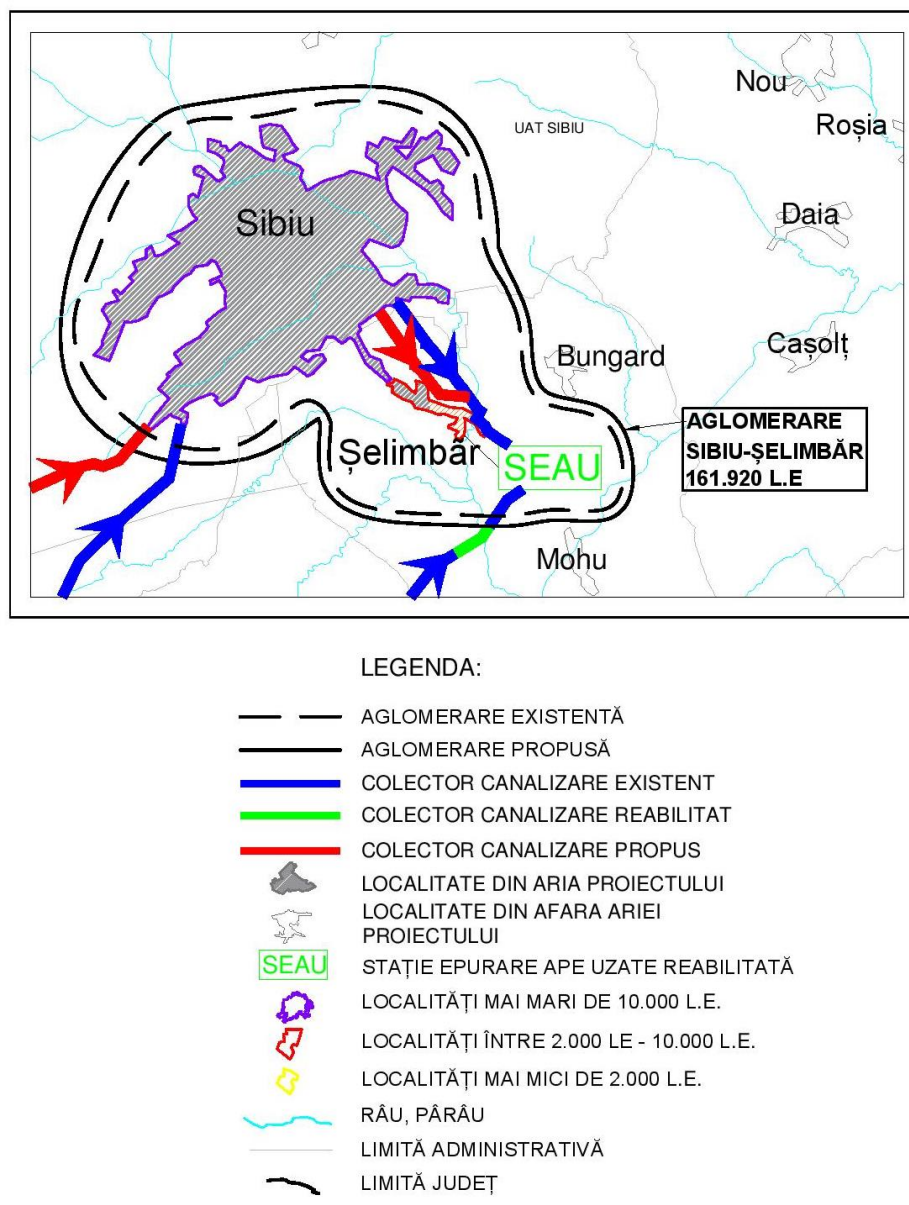 Nou
Roșia
UAT SIBIU
Daia
Sibiu
Cașolț
Bungard
AGLOMERARE
SIBIU-ȘELIMBĂR
161.920 L.E
Șelimbăr
SEAU
Mohu
LEGENDA:
AGLOMERARE EXISTENTĂ
AGLOMERARE PROPUSĂ
COLECTOR CANALIZARE EXISTENT
COLECTOR CANALIZARE REABILITAT
COLECTOR CANALIZARE PROPUS
LOCALITATE DIN ARIA PROIECTULUI
LOCALITATE DIN AFARA ARIEI
PROIECTULUI
SEAU STAȚIE EPURARE APE UZATE REABILITATĂ
LOCALITĂȚI MAI MARI DE 10.000 L.E.
LOCALITĂȚI ÎNTRE 2.000 LE - 10.000 L.E.
LOCALITĂȚI MAI MICI DE 2.000 L.E.
RÂU, PÂRÂU
LIMITĂ ADMINISTRATIVĂ
LIMITĂ JUDEȚ